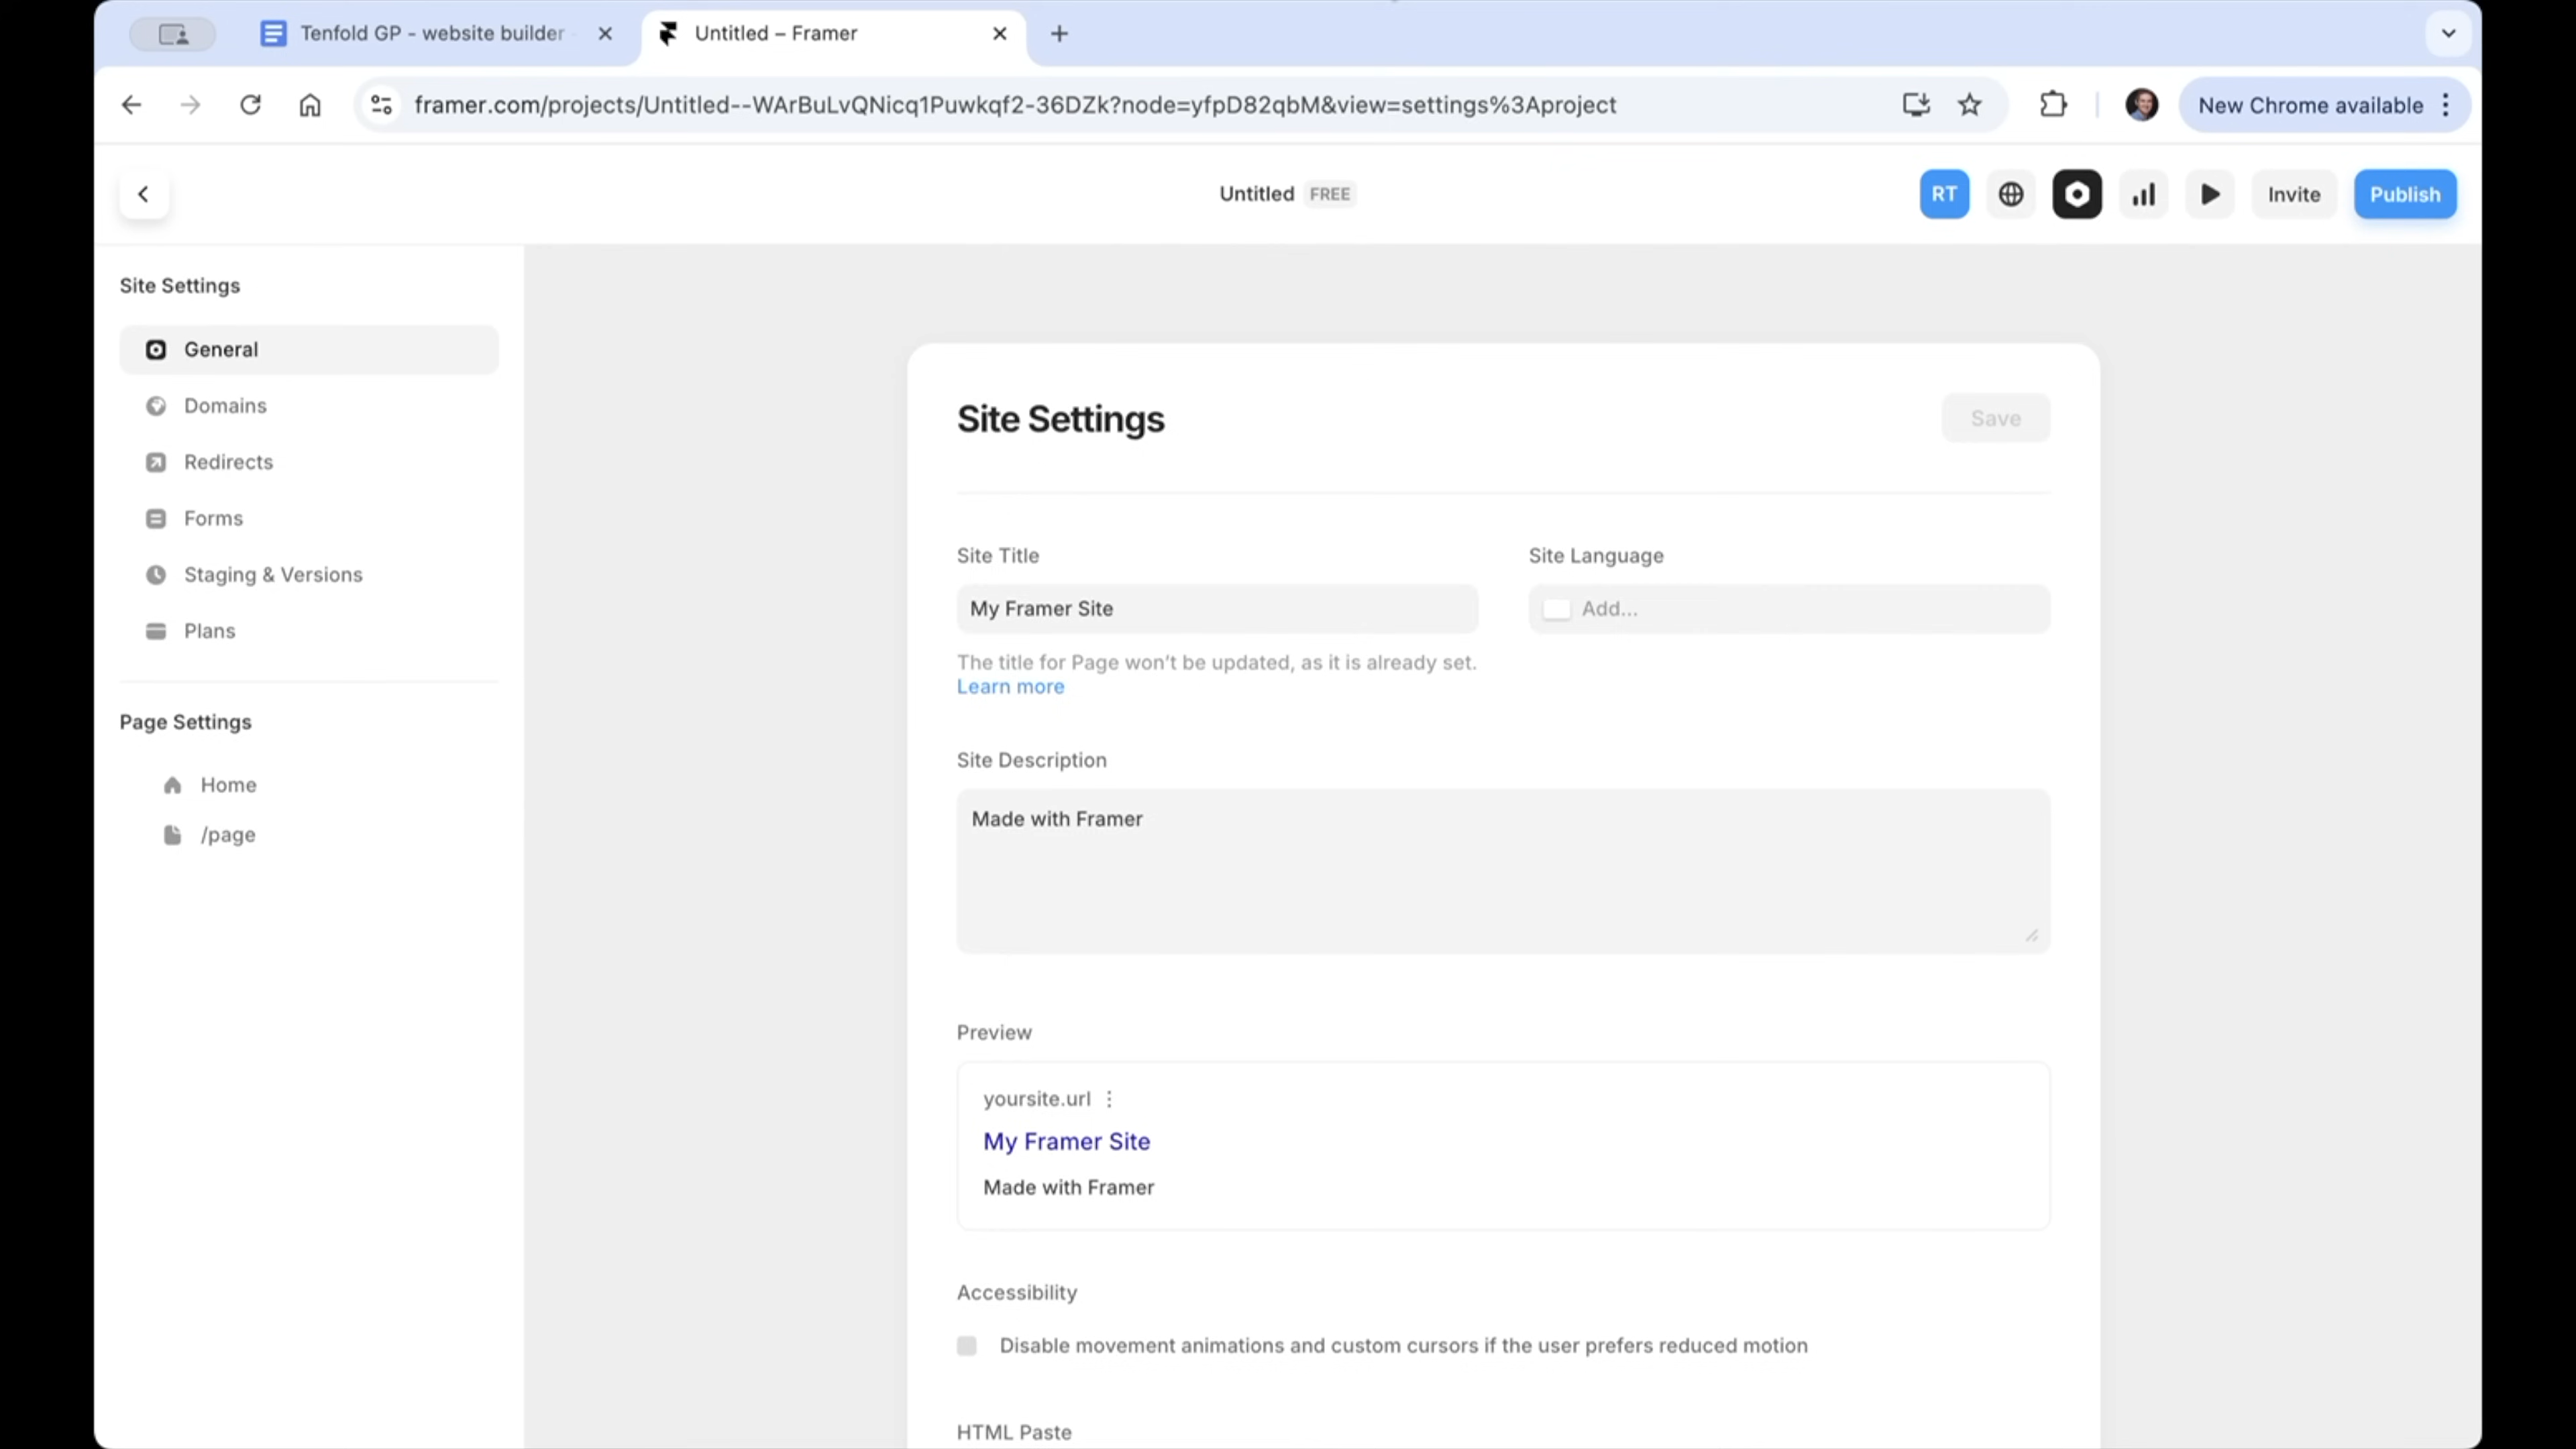 Tenfold GP - website builder
Untitled – Framer
framer.com/projects/Untitled--WArBuLvQNicq1Puwkqf2-36DZk?node=yfpD82qbM&view=settings%3Aproject
New Chrome available
Untitled FREE
RT
Invite
Publish
Site Settings
General
Domains
Redirects
Forms
Staging & Versions
Plans
Page Settings
Home
/page
Site Settings
Save
Site Title
Site Language
My Framer Site
Add...
The title for Page won’t be updated, as it is already set.
Learn more
Site Description
Made with Framer
Preview
yoursite.url
My Framer Site
Made with Framer
Accessibility
Disable movement animations and custom cursors if the user prefers reduced motion
HTML Paste